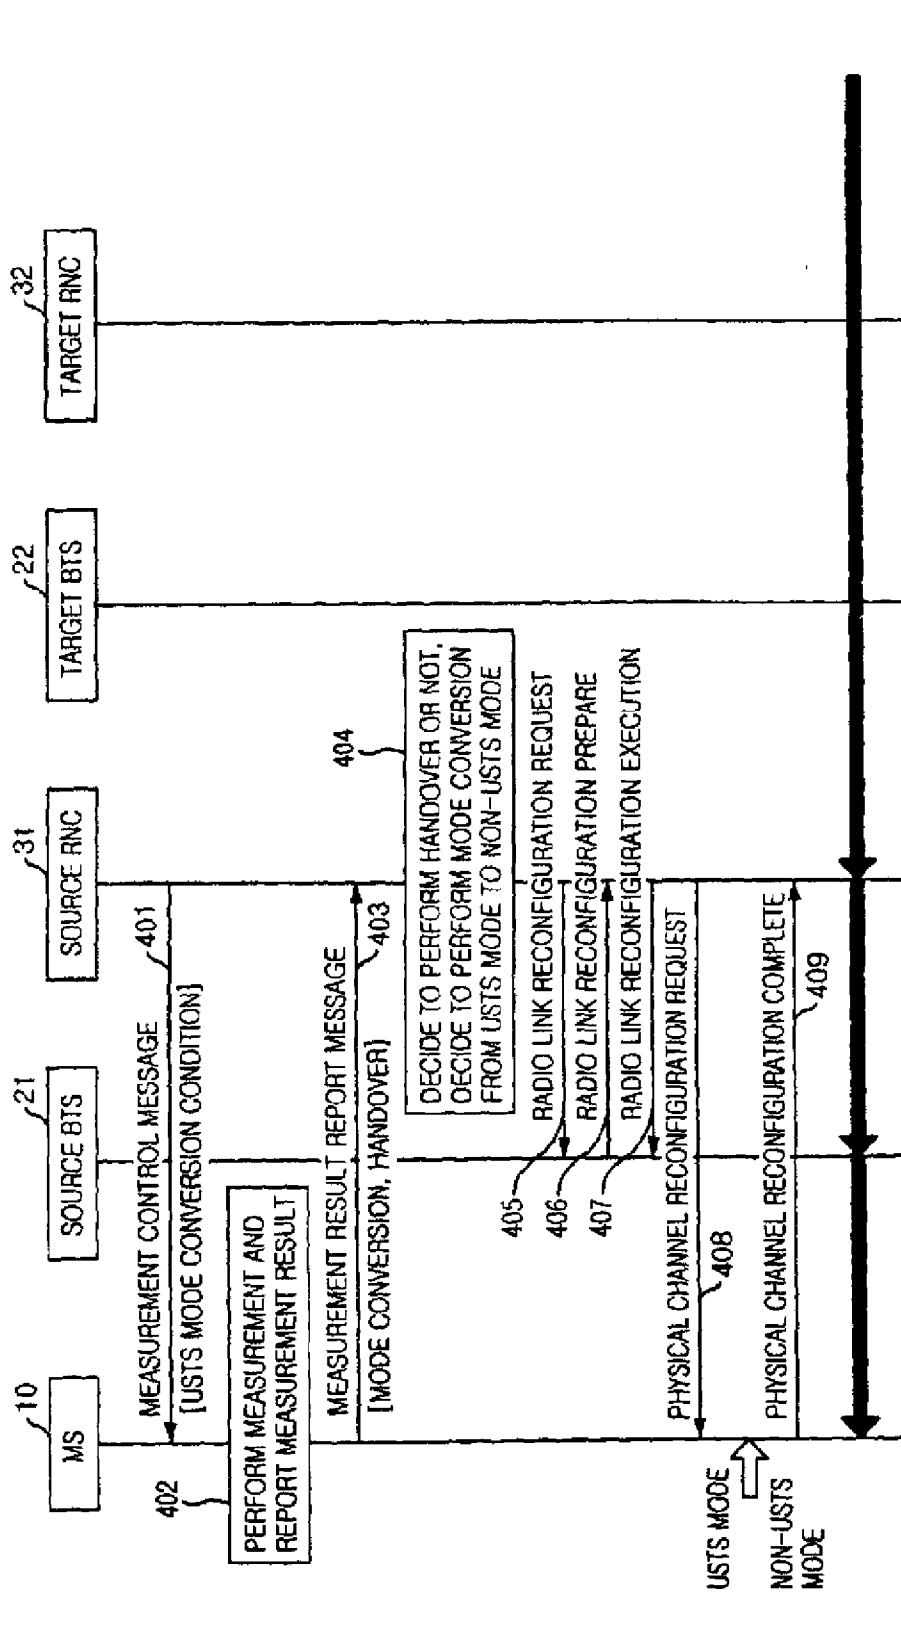 10
MS
21
SOURCE BTS
31
SOURCE RNC
22
TARGET BTS
32
TARGET RNC
MEASUREMENT CONTROL MESSAGE
401
[USTS MODE CONVERSION CONDITION]
402
PERFORM MEASUREMENT AND
REPORT MEASUREMENT RESULT
MEASUREMENT RESULT REPORT MESSAGE
403
[MODE CONVERSION, HANDOVER]
404
DECIDE TO PERFORM HANDOVER OR NOT,
DECIDE TO PERFORM MODE CONVERSION
FROM USTS MODE TO NON-USTS MODE
405
RADIO LINK RECONFIGURATION REQUEST
406
RADIO LINK RECONFIGURATION PREPARE
407
RADIO LINK RECONFIGURATION EXECUTION
PHYSICAL CHANNEL RECONFIGURATION REQUEST
408
USTS MODE
NON-USTS
MODE
PHYSICAL CHANNEL RECONFIGURATION COMPLETE
409